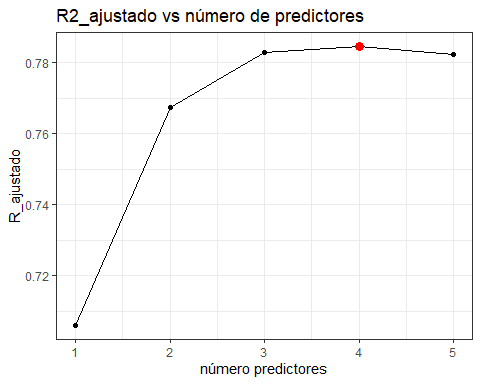 R2_ajustado vs número de predictores
R_ajustado
0.78
0.76
0.74
0.72
1 2 3 4 5
número predictores